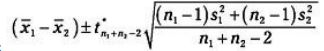 (x̄₁ − x̄₂) ± t*ₙ₁₊ₙ₂₋₂ √(((n₁ − 1)s₁² + (n₂ − 1)s₂²) / (n₁ + n₂ − 2))